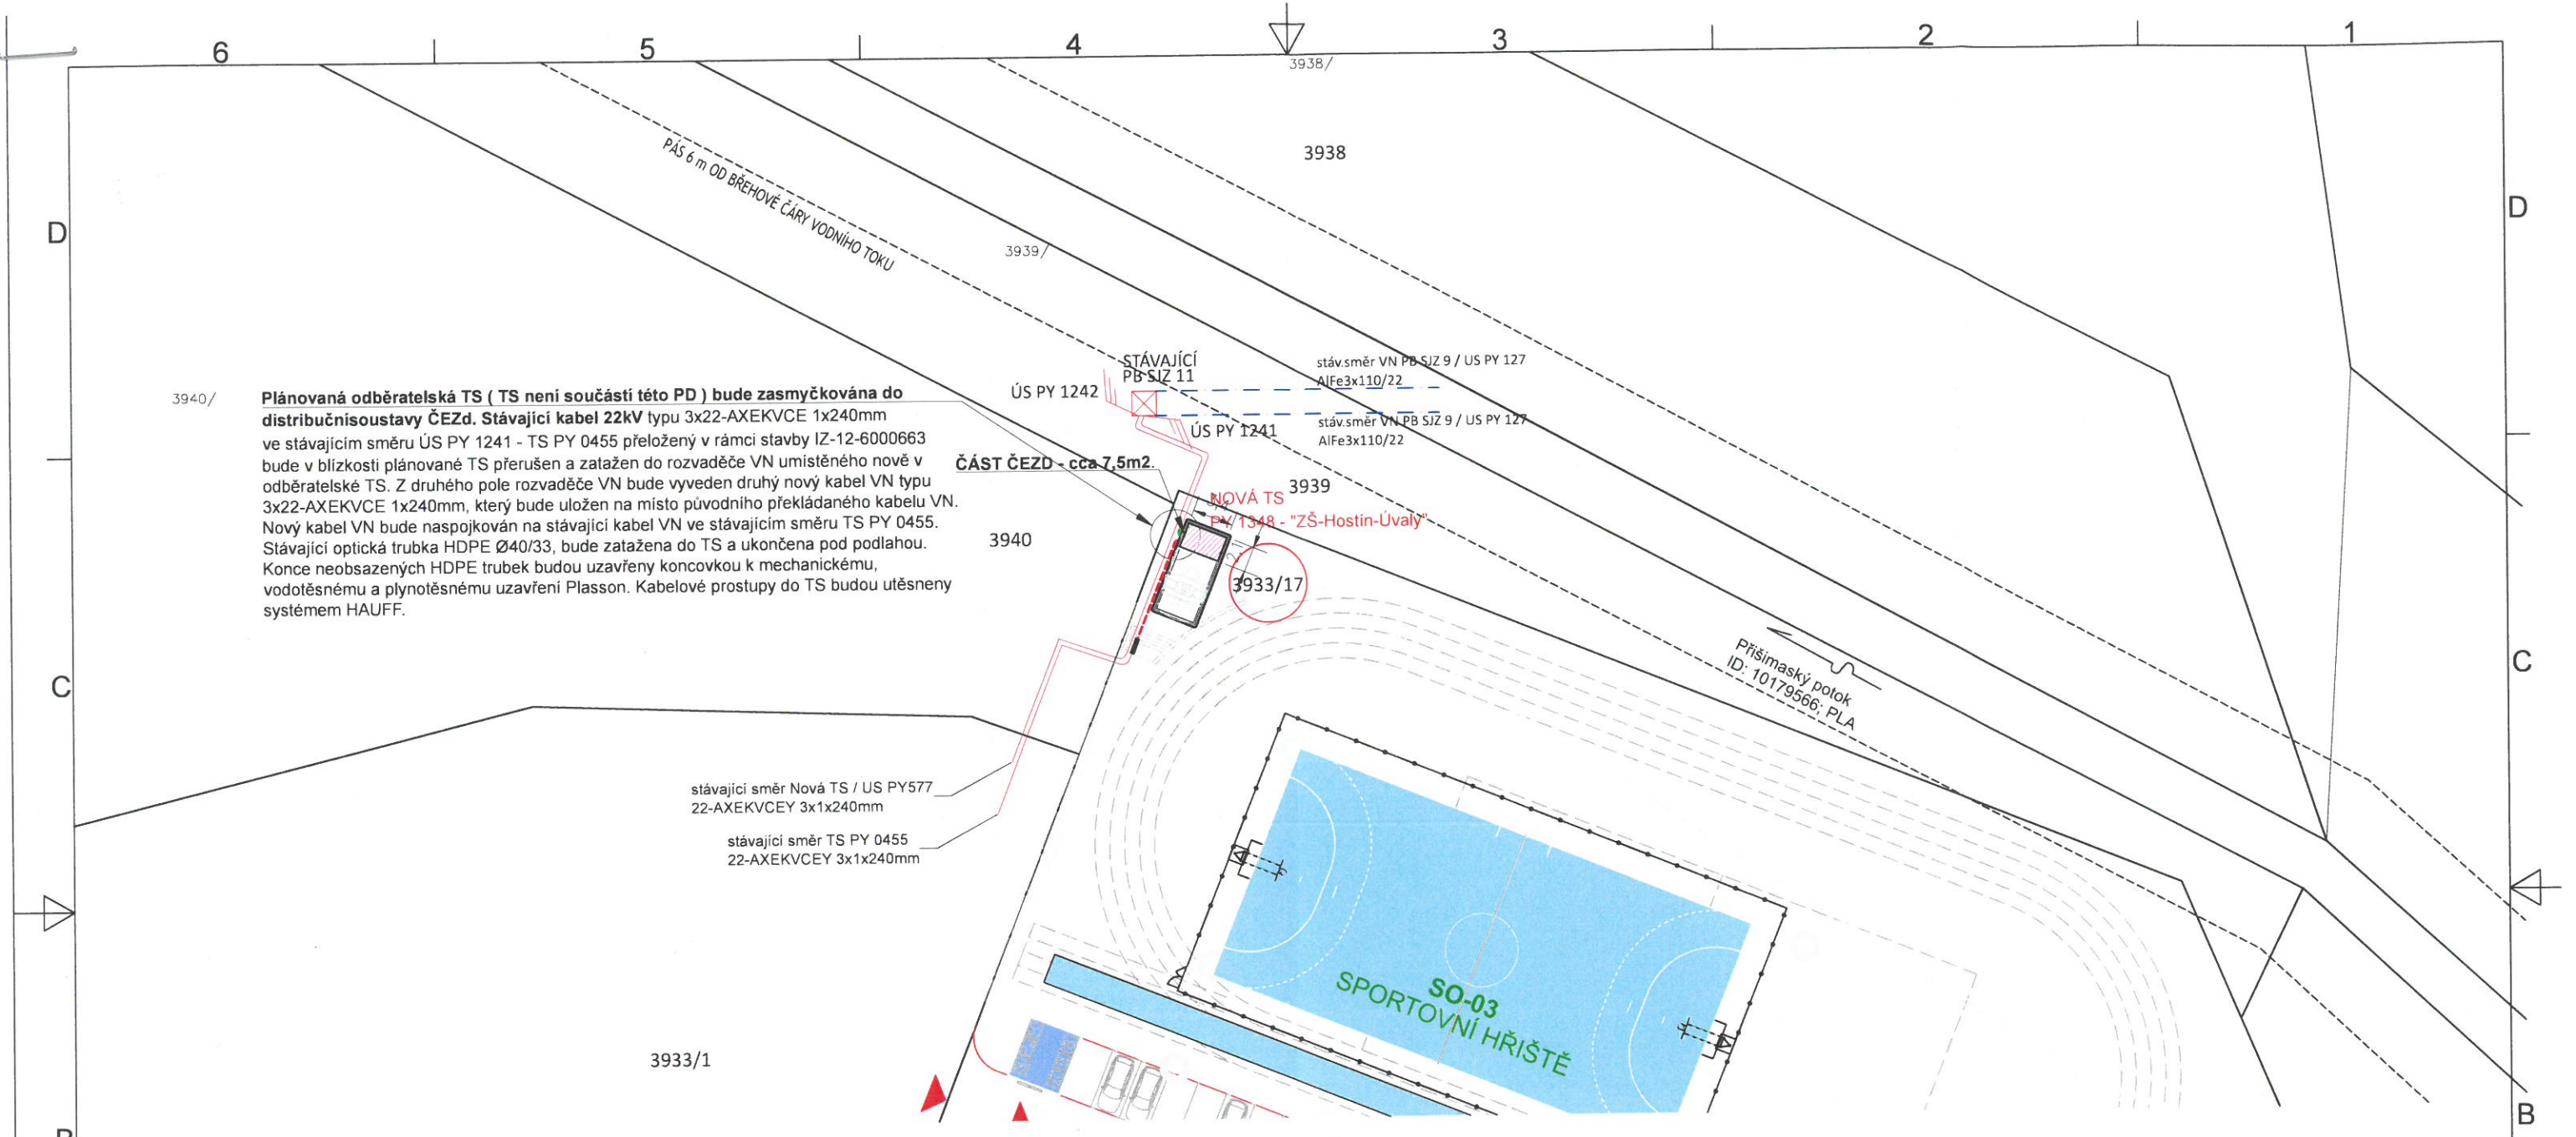 6
5
4
3
2
1
3938/
3938
PÁS 6 m OD BŘEHOVÉ ČÁRY VODNÍHO TOKU
D
D
3939/
STÁVAJÍCÍ
PB SJZ 11
ÚS PY 1242
ÚS PY 1241
stáv.směr VN PB SJZ 9 / US PY 127
AlFe3x110/22
stáv.směr VN PB SJZ 9 / US PY 127
AlFe3x110/22
3940/
Plánovaná odběratelská TS ( TS není součástí této PD ) bude zasmyčkována do
distribučnísoustavy ČEZd. Stávající kabel 22kV typu 3x22-AXEKVCE 1x240mm
ve stávajícím směru ÚS PY 1241 - TS PY 0455 přeložený v rámci stavby IZ-12-6000663
bude v blízkosti plánované TS přerušen a zatažen do rozvaděče VN umístěného nově v
odběratelské TS. Z druhého pole rozvaděče VN bude vyveden druhý nový kabel VN typu
3x22-AXEKVCE 1x240mm, který bude uložen na místo původního překládaného kabelu VN.
Nový kabel VN bude naspojkován na stávající kabel VN ve stávajícím směru TS PY 0455.
Stávající optická trubka HDPE Ø40/33, bude zatažena do TS a ukončena pod podlahou.
Konce neobsazených HDPE trubek budou uzavřeny koncovkou k mechanickému,
vodotěsnému a plynotěsnému uzavření Plasson. Kabelové prostupy do TS budou utěsneny
systémem HAUFF.
ČÁST ČEZD - cca 7,5m2.
3939
NOVÁ TS
PY 1348 - "ZŠ-Hostín-Úvaly"
3940
3933/17
Přišimaský potok
ID: 10179566; PLA
C
C
stávající směr Nová TS / US PY577
22-AXEKVCEY 3x1x240mm
stávající směr TS PY 0455
22-AXEKVCEY 3x1x240mm
SO-03
SPORTOVNÍ HŘIŠTĚ
3933/1
B
B